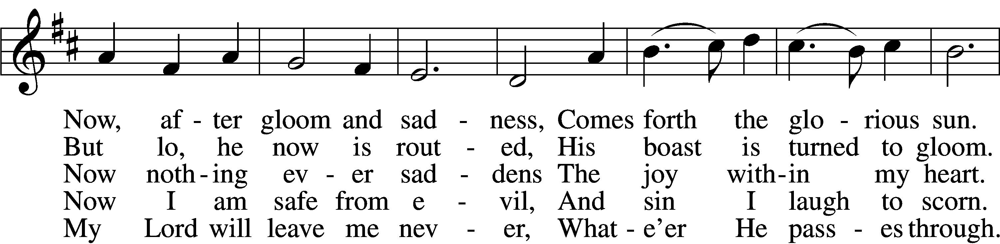 Now, af - ter gloom and sad - ness, Comes forth the glo - rious sun.
But lo, he now is rout - ed, His boast is turned to gloom.
Now noth - ing ev - er sad - dens The joy with - in my heart.
Now I am safe from e - vil, And sin I laugh to scorn.
My Lord will leave me nev - er, What - e’er He pass - es through.